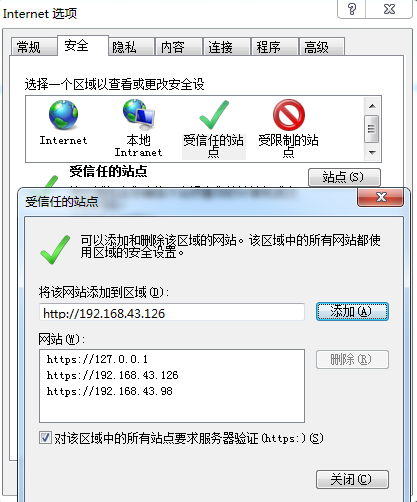 Internet 选项
常规 安全 隐私 内容 连接 程序 高级
选择一个区域以查看或更改安全设
Internet
本地
Intranet
受信任的站
点
受限制的站
点
受信任的站点
站点(S)
受信任的站点
可以添加和删除该区域的网站。该区域中的所有网站都使
用区域的安全设置。
将该网站添加到区域(D):
http://192.168.43.126
添加(A)
网站(W):
https://127.0.0.1
https://192.168.43.126
https://192.168.43.98
删除(R)
对该区域中的所有站点要求服务器验证(https:)(S)
关闭(C)